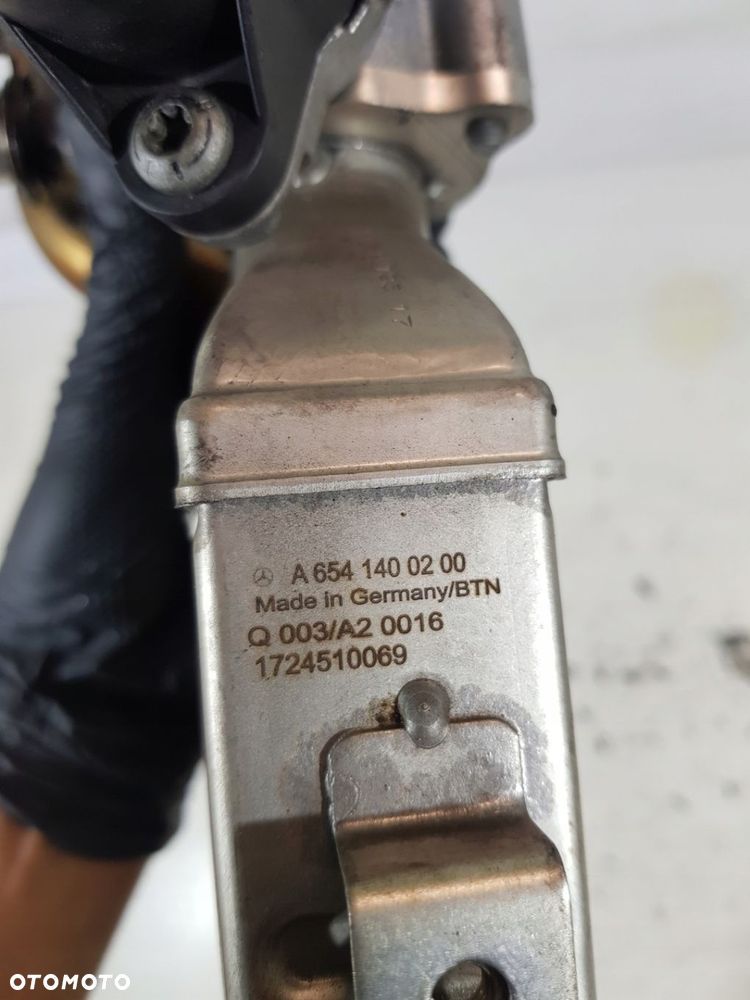 A 654 140 02 00
Made in Germany/BTN
Q 003/A2 0016
1724510069
OTOMOTO